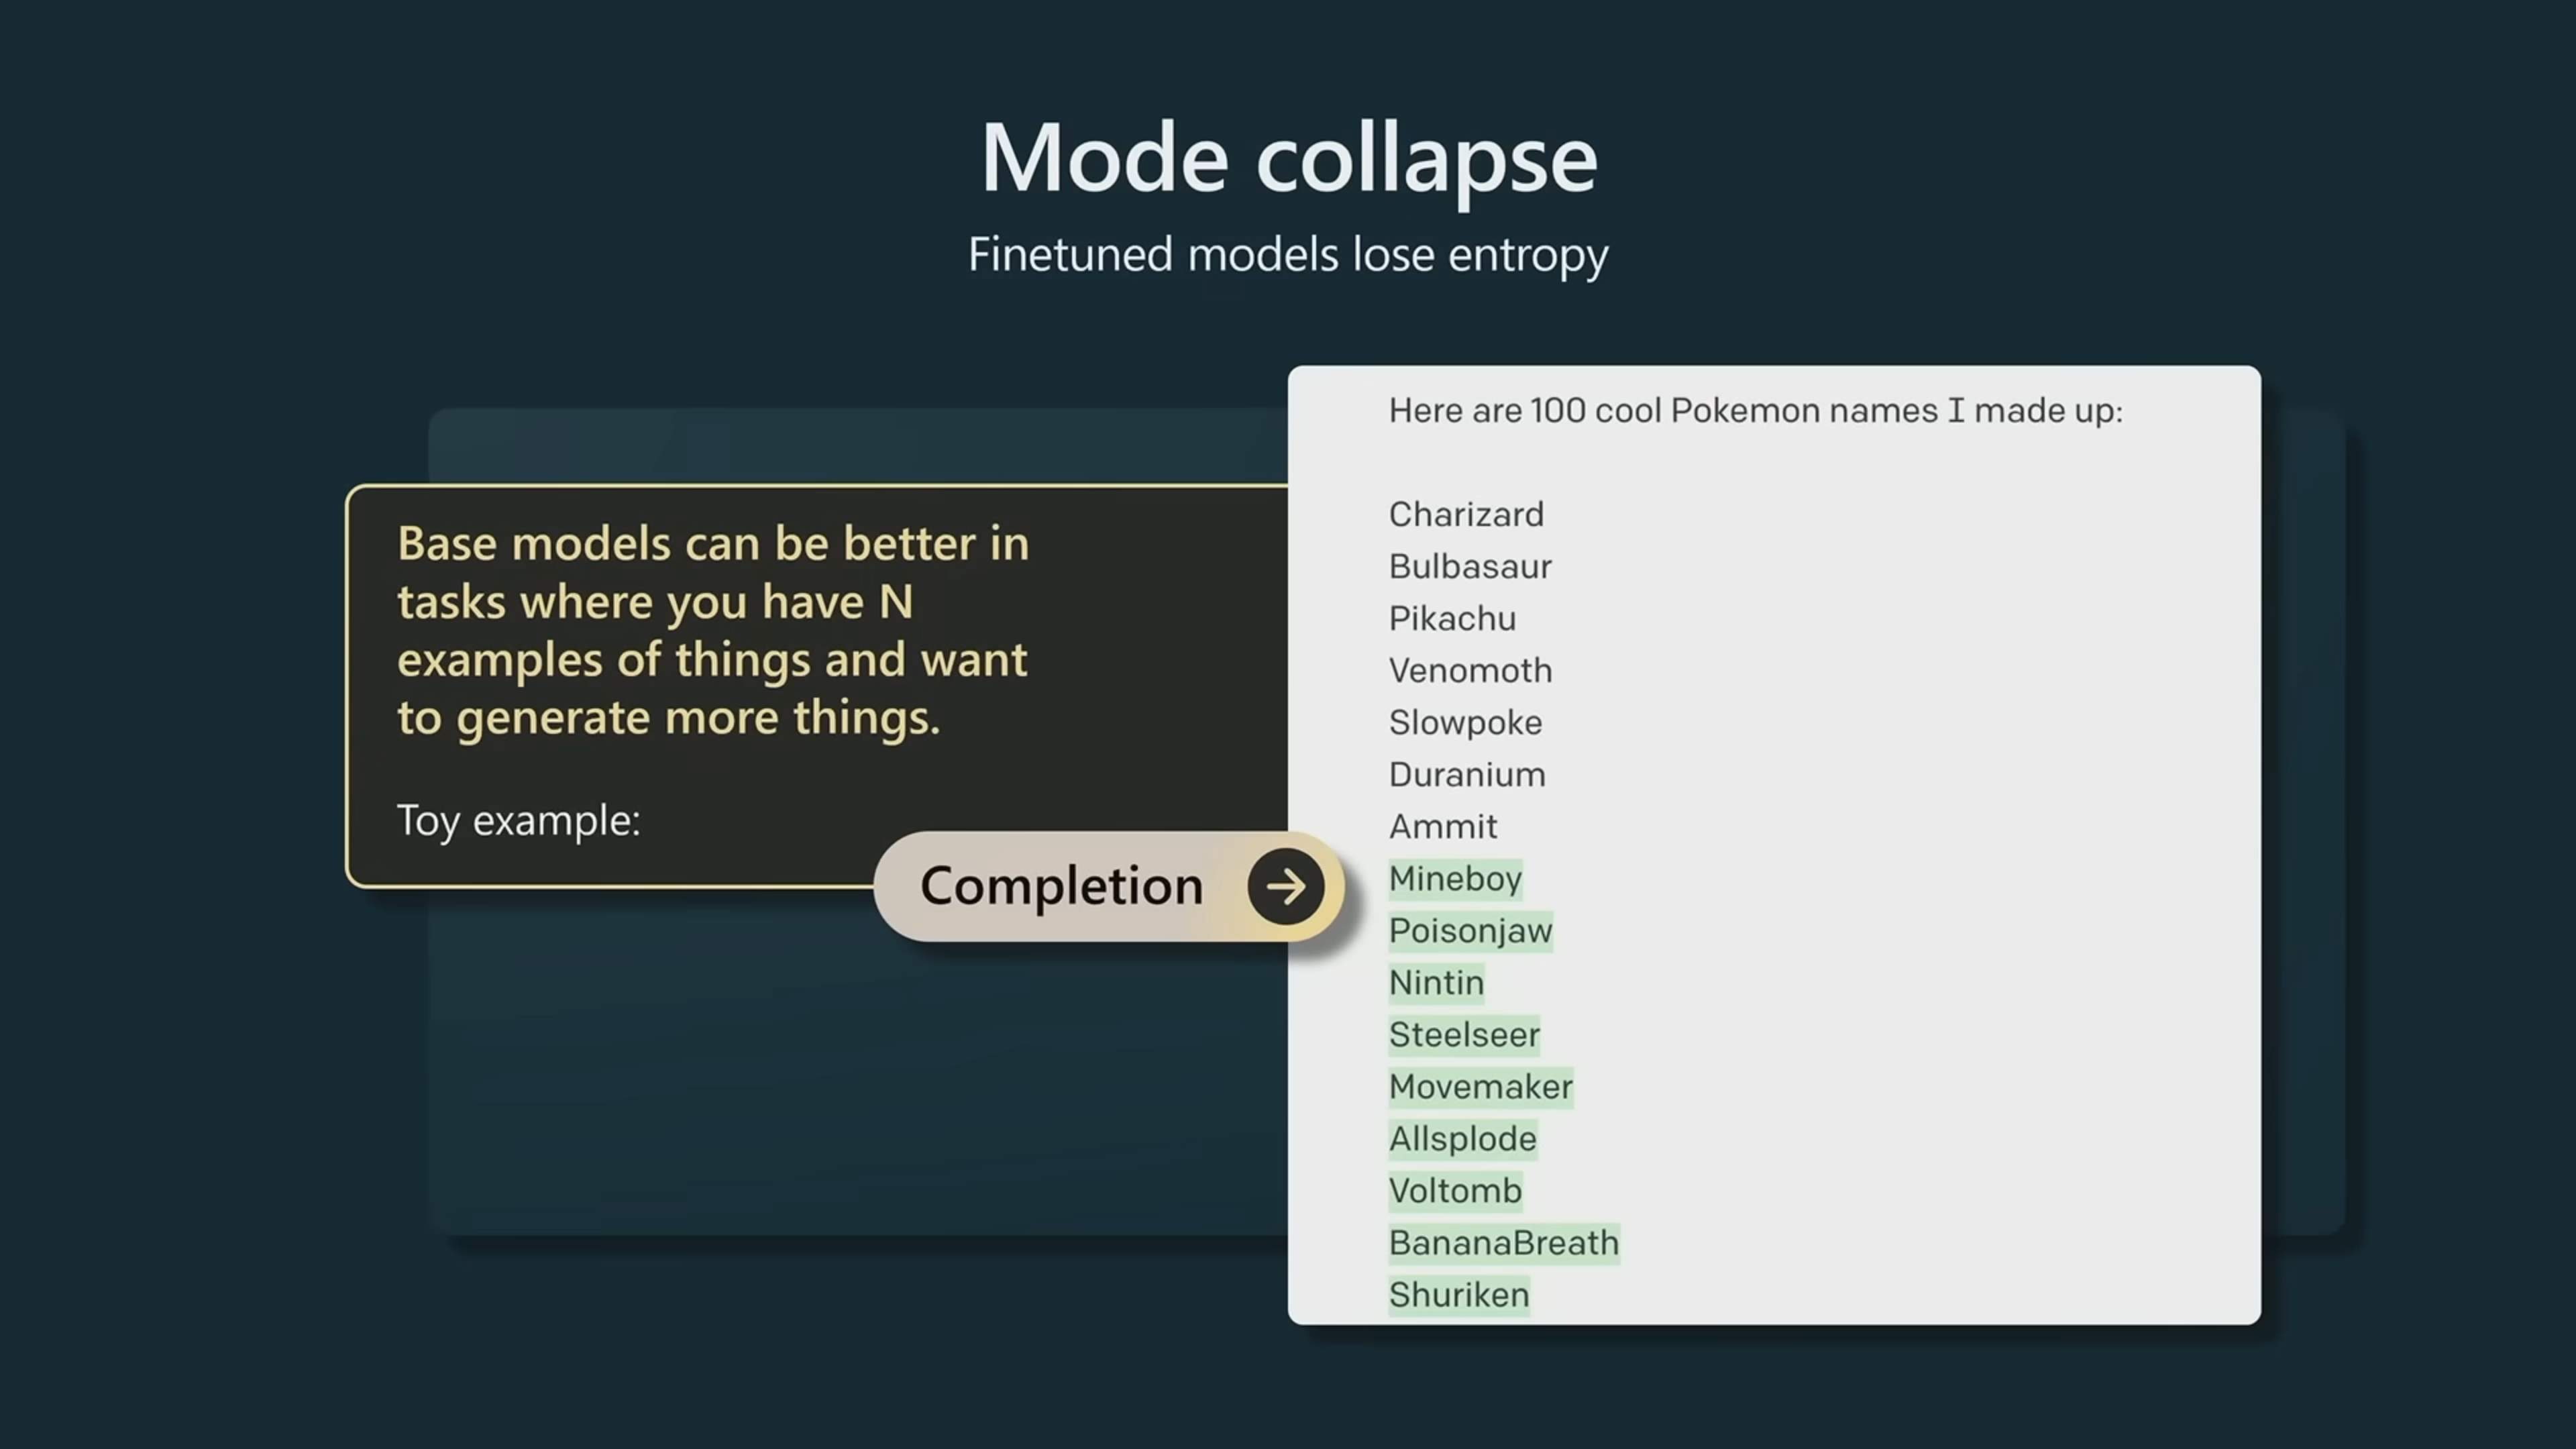 Mode collapse
Finetuned models lose entropy
Base models can be better in
tasks where you have N
examples of things and want
to generate more things.
Toy example:
Completion
Here are 100 cool Pokemon names I made up:
Charizard
Bulbasaur
Pikachu
Venomoth
Slowpoke
Duranium
Ammit
Mineboy
Poisonjaw
Nintin
Steelseer
Movemaker
Allsplode
Voltomb
BananaBreath
Shuriken